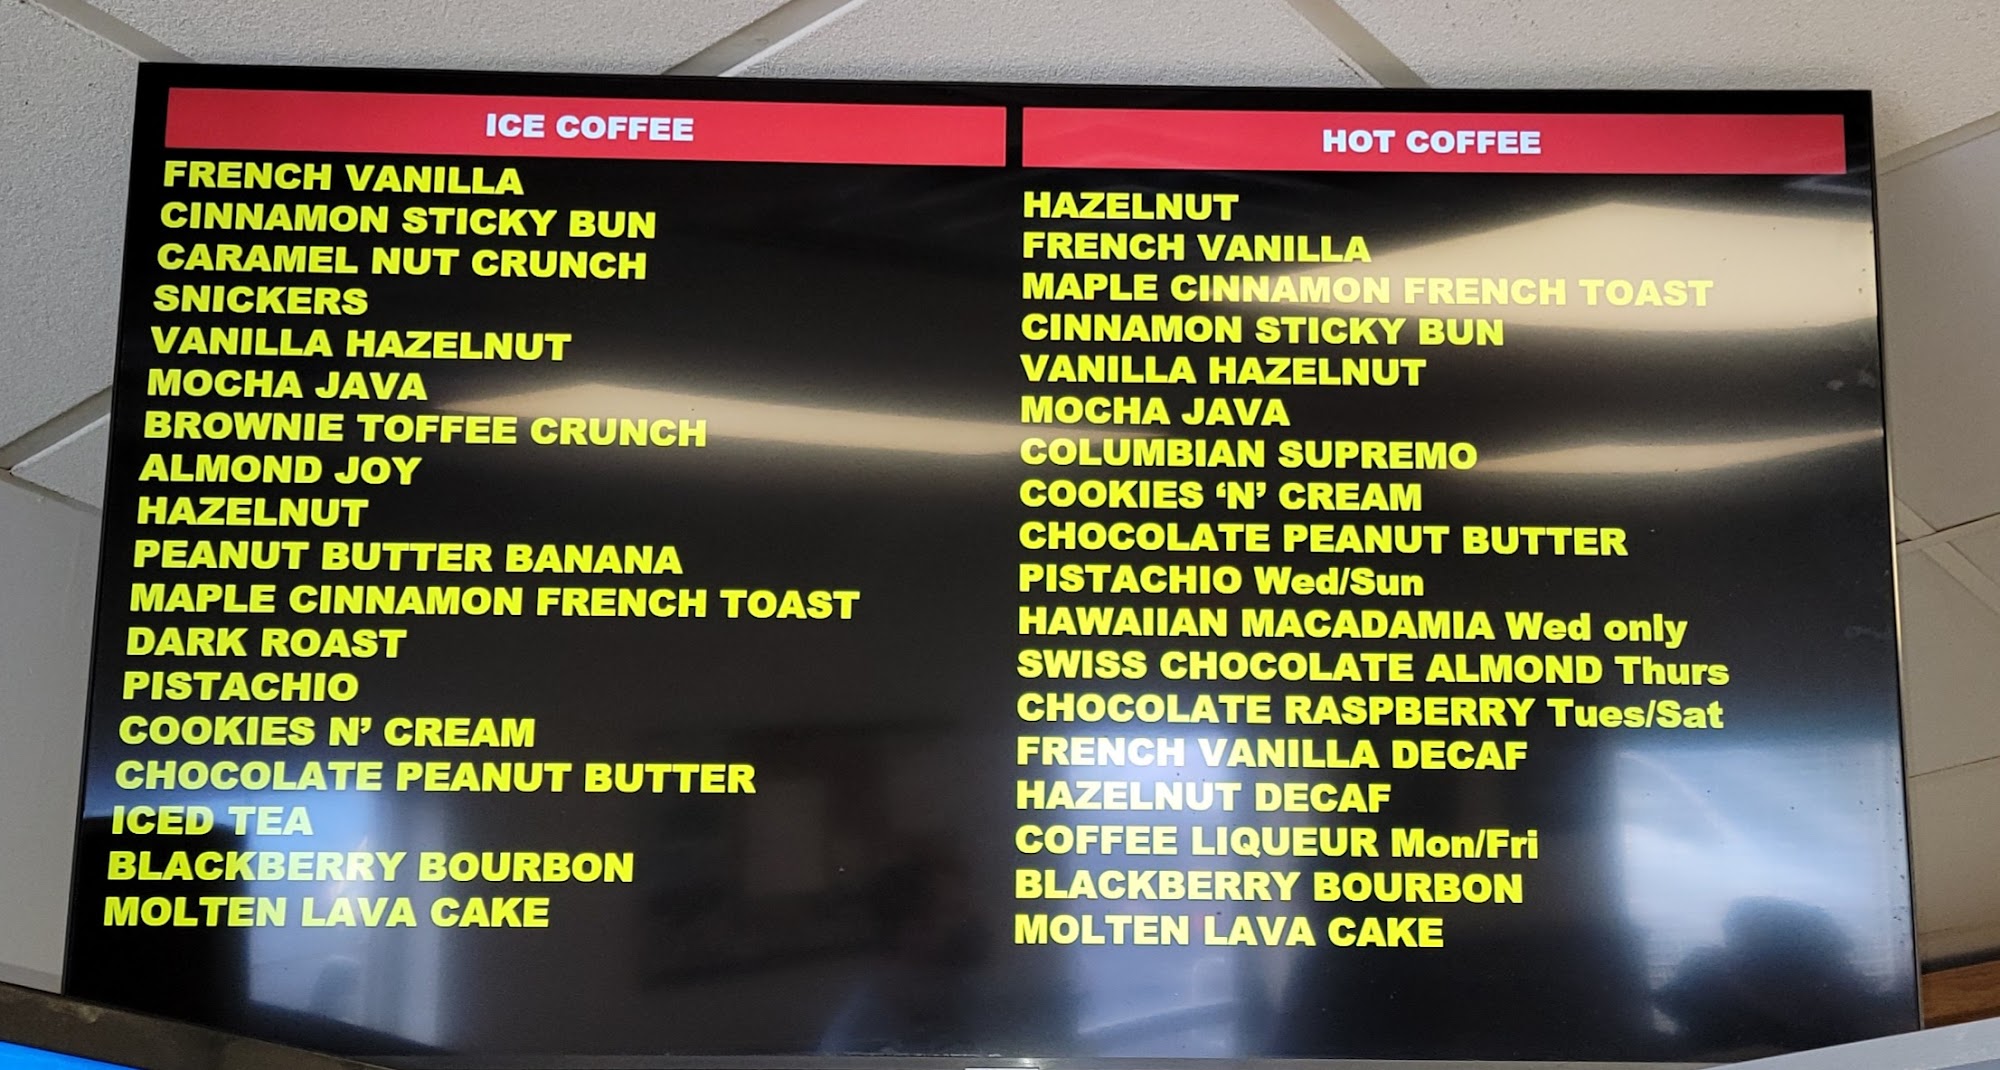 ICE COFFEE
FRENCH VANILLA
CINNAMON STICKY BUN
CARAMEL NUT CRUNCH
SNICKERS
VANILLA HAZELNUT
MOCHA JAVA
BROWNIE TOFFEE CRUNCH
ALMOND JOY
HAZELNUT
PEANUT BUTTER BANANA
MAPLE CINNAMON FRENCH TOAST
DARK ROAST
PISTACHIO
COOKIES N’ CREAM
CHOCOLATE PEANUT BUTTER
ICED TEA
BLACKBERRY BOURBON
MOLTEN LAVA CAKE
HOT COFFEE
HAZELNUT
FRENCH VANILLA
MAPLE CINNAMON FRENCH TOAST
CINNAMON STICKY BUN
VANILLA HAZELNUT
MOCHA JAVA
COLUMBIAN SUPREMO
COOKIES ‘N’ CREAM
CHOCOLATE PEANUT BUTTER
PISTACHIO Wed/Sun
HAWAIIAN MACADAMIA Wed only
SWISS CHOCOLATE ALMOND Thurs
CHOCOLATE RASPBERRY Tues/Sat
FRENCH VANILLA DECAF
HAZELNUT DECAF
COFFEE LIQUEUR Mon/Fri
BLACKBERRY BOURBON
MOLTEN LAVA CAKE